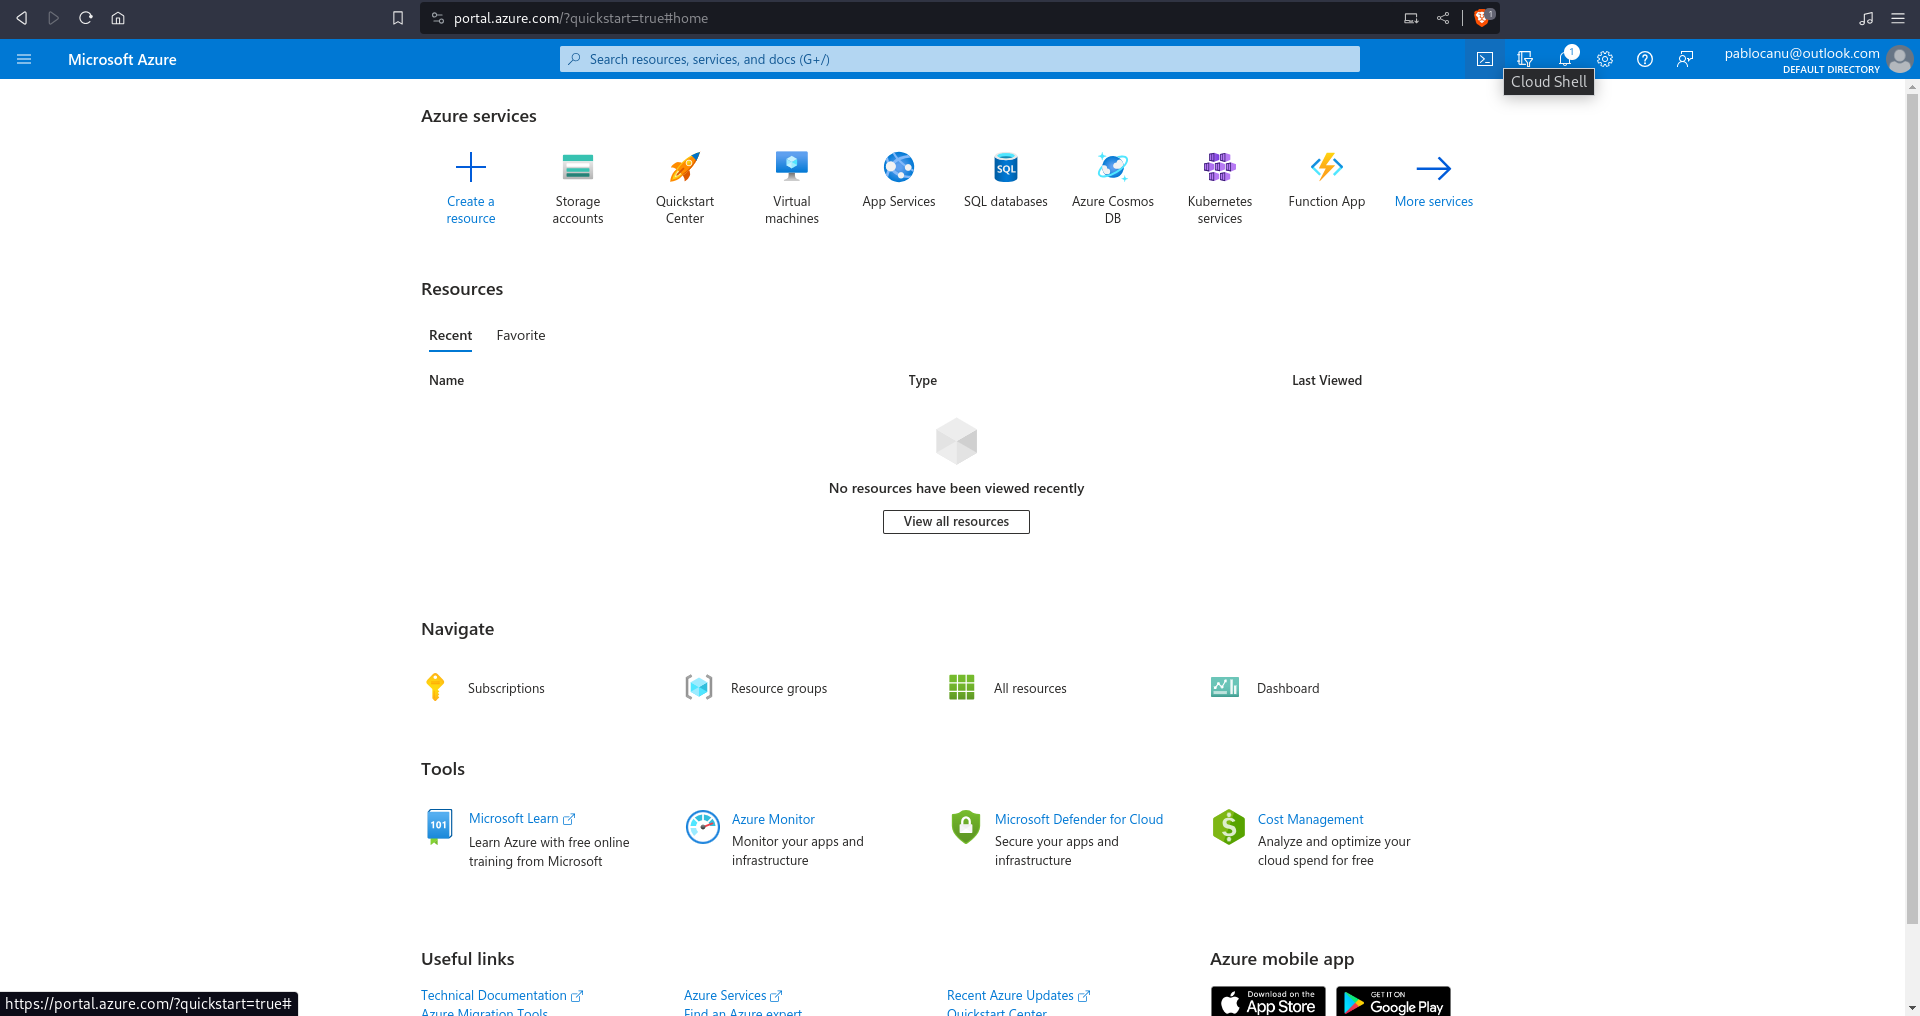 portal.azure.com/?quickstart=true#home
1
Microsoft Azure
Search resources, services, and docs (G+/)
1
pablocanu@outlook.com
DEFAULT DIRECTORY
Cloud Shell
Azure services
Create a resource
Storage accounts
Quickstart Center
Virtual machines
App Services
SQL
SQL databases
Azure Cosmos DB
Kubernetes services
Function App
More services
Resources
Recent
Favorite
Name
Type
Last Viewed
No resources have been viewed recently
View all resources
Navigate
Subscriptions
Resource groups
All resources
Dashboard
Tools
101
Microsoft Learn
Learn Azure with free online
training from Microsoft
Azure Monitor
Monitor your apps and
infrastructure
Microsoft Defender for Cloud
Secure your apps and
infrastructure
$
Cost Management
Analyze and optimize your
cloud spend for free
Useful links
Technical Documentation
Azure Services
Recent Azure Updates
Azure Migration Tools
Find an Azure expert
Quickstart Center
Azure mobile app
Download on the
App Store
GET IT ON
Google Play
https://portal.azure.com/?quickstart=true#